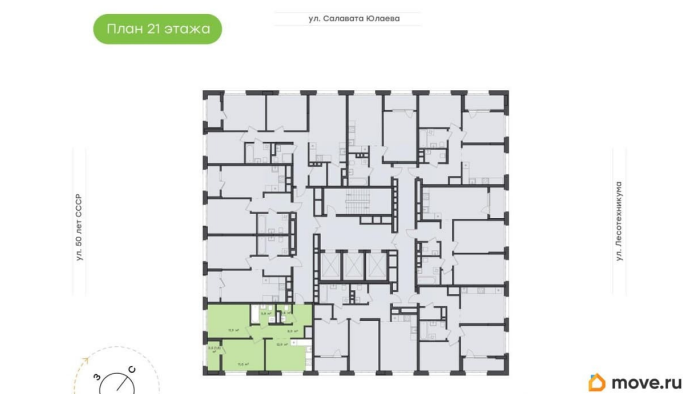 План 21 этажа
ул. Салавата Юлаева
ул. 50 лет СССР
ул. Лесотехникума
З
С
move.ru